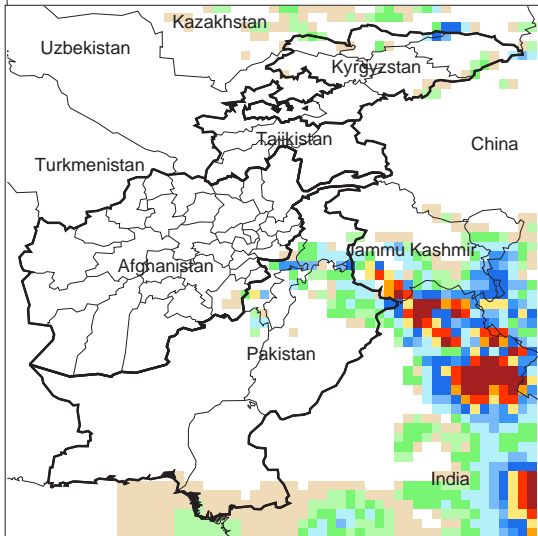 Kazakhstan
Uzbekistan
Kyrgyzstan
Tajikistan
China
Turkmenistan
Jammu Kashmir
Afghanistan
Pakistan
India